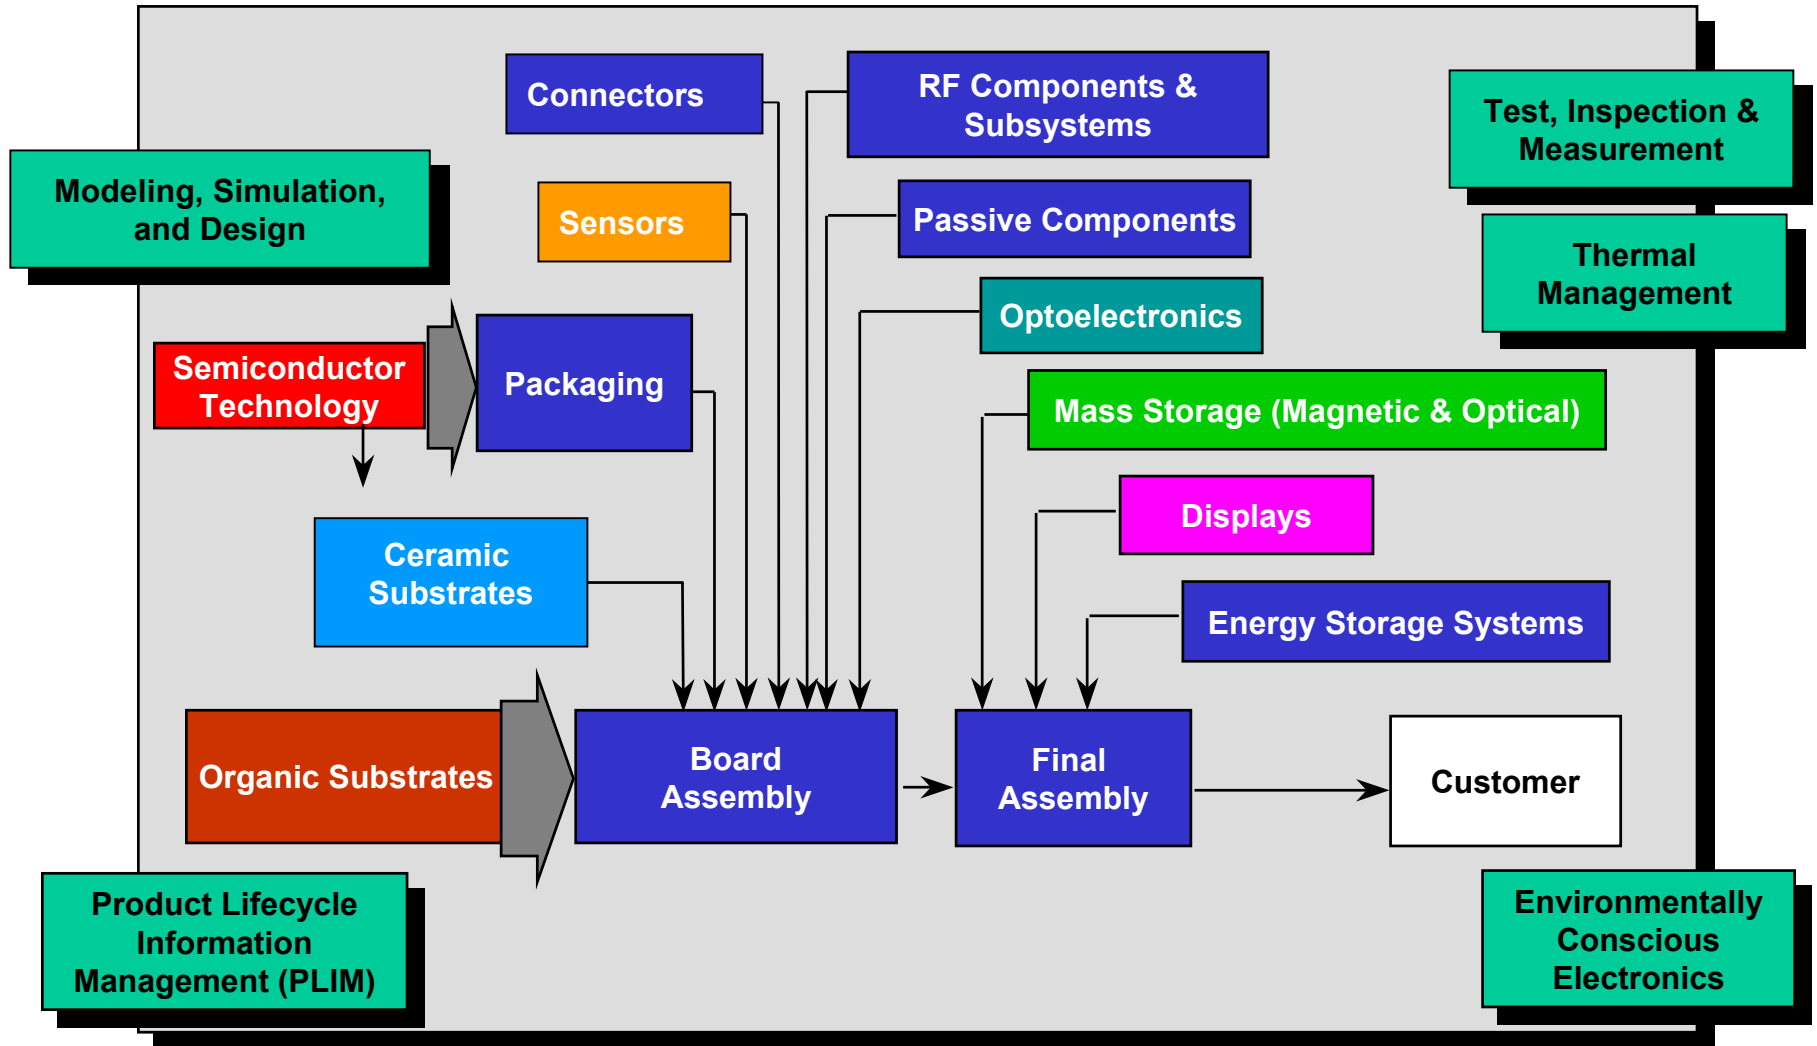 Connectors
RF Components &
Subsystems
Test, Inspection &
Measurement
Modeling, Simulation,
and Design
Sensors
Passive Components
Thermal
Management
Optoelectronics
Semiconductor
Technology
Packaging
Mass Storage (Magnetic & Optical)
Displays
Ceramic
Substrates
Energy Storage Systems
Organic Substrates
Board
Assembly
Final
Assembly
Customer
Product Lifecycle
Information
Management (PLIM)
Environmentally
Conscious
Electronics